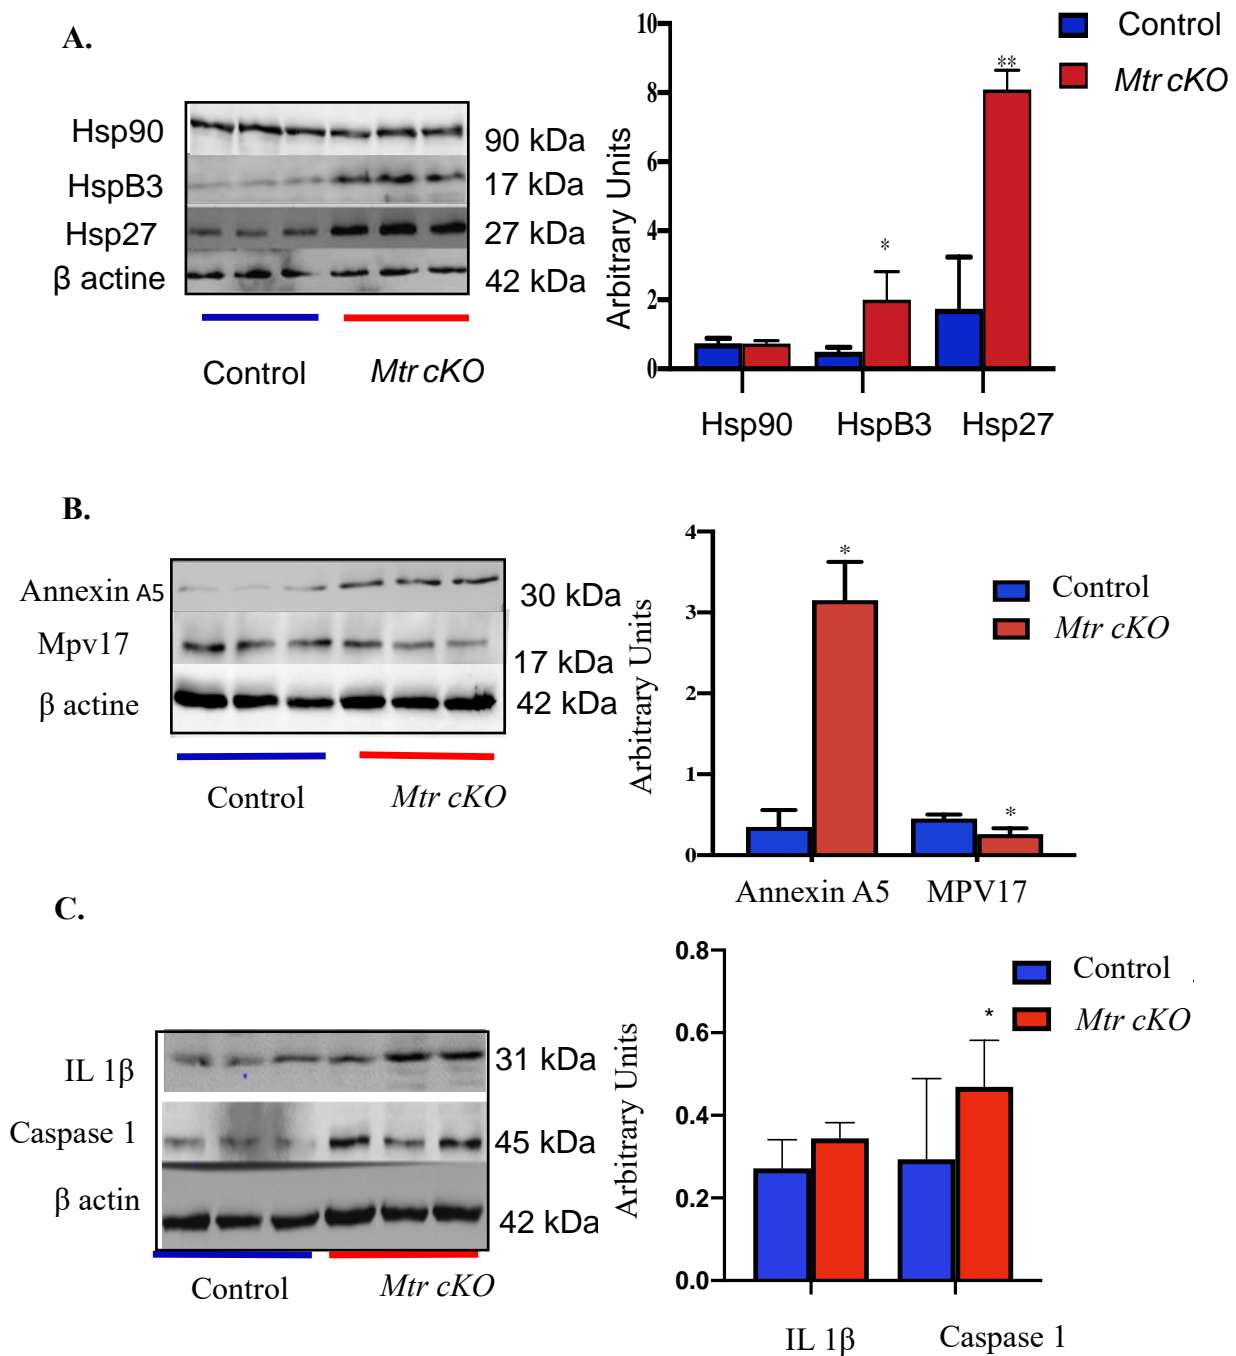 A.
Hsp90
90 kDa
HspB3
17 kDa
Hsp27
27 kDa
β actine
42 kDa
Control
Mtr cKO
Arbitrary Units
10
8
6
4
2
0
*
**
Hsp90
HspB3
Hsp27
Control
Mtr cKO
B.
Annexin A5
30 kDa
Mpv17
17 kDa
β actine
42 kDa
Control
Mtr cKO
Arbitrary Units
4
3
2
1
0
*
*
Annexin A5
MPV17
Control
Mtr cKO
C.
IL 1β
31 kDa
Caspase 1
45 kDa
β actin
42 kDa
Control
Mtr cKO
Arbitrary Units
0.8
0.6
0.4
0.2
0.0
*
IL 1β
Caspase 1
Control
Mtr cKO